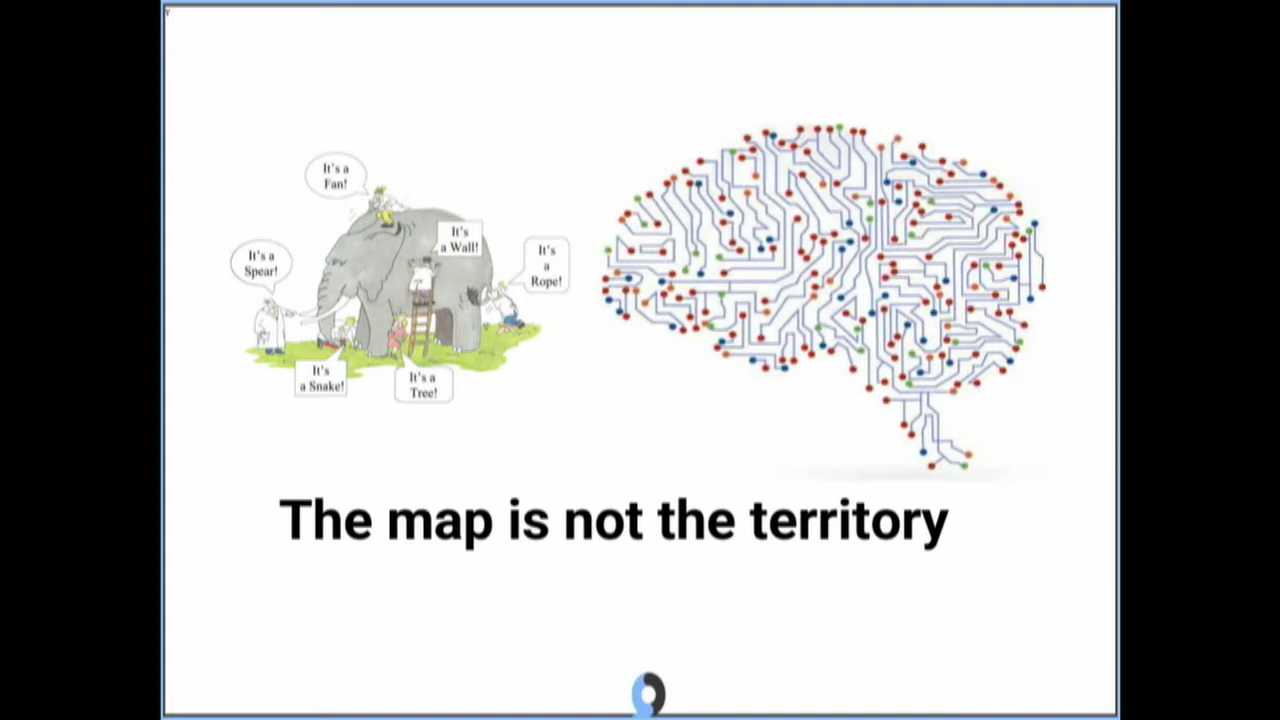 It's a
Fan!
It's
a Wall!
It's a
Spear!
It's
a
Rope!
It's
a Snake!
It's a
Tree!
The map is not the territory